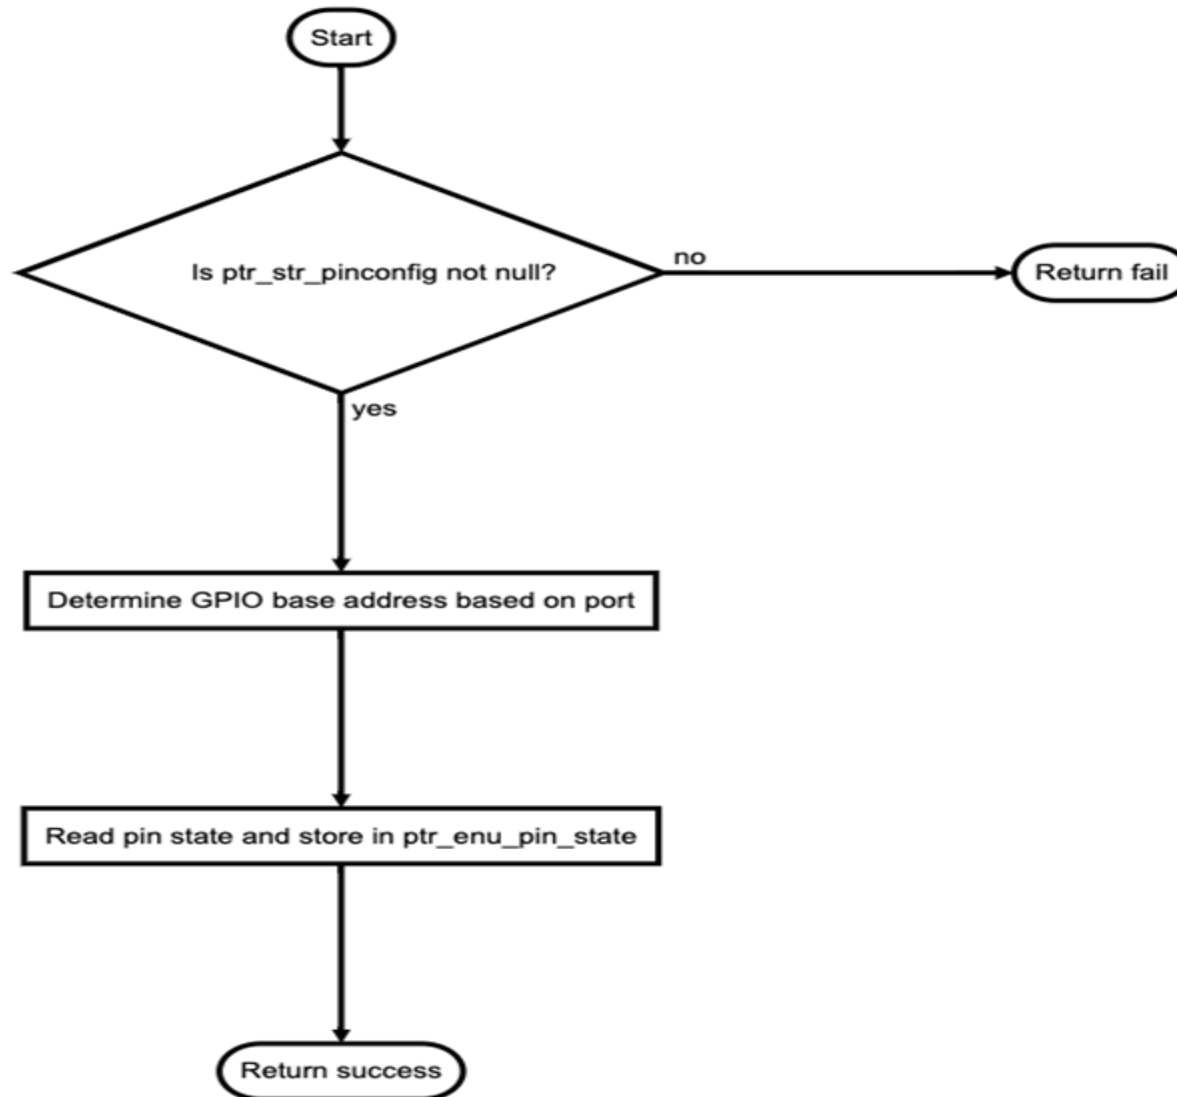 Start
Is ptr_str_pinconfig not null?
no
Return fail
yes
Determine GPIO base address based on port
Read pin state and store in ptr_enu_pin_state
Return success